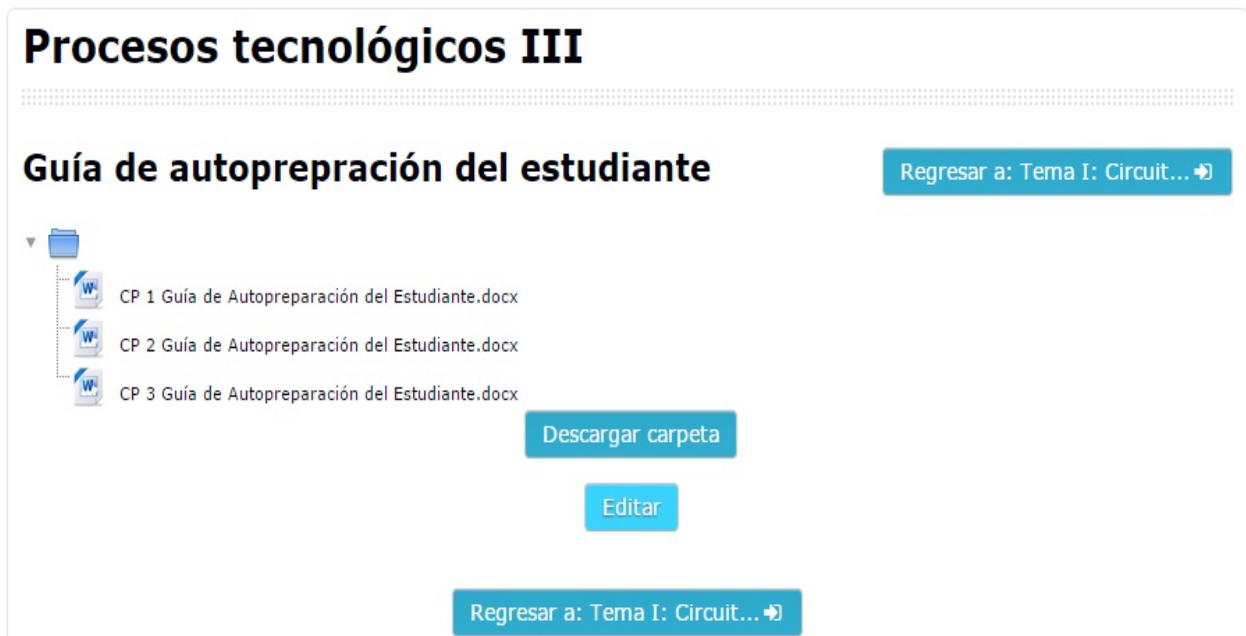 Procesos tecnológicos III
Guía de autoprepración del estudiante
Regresar a: Tema I: Circuit...
CP 1 Guía de Autopreparación del Estudiante.docx
CP 2 Guía de Autopreparación del Estudiante.docx
CP 3 Guía de Autopreparación del Estudiante.docx
Descargar carpeta
Editar
Regresar a: Tema I: Circuit...